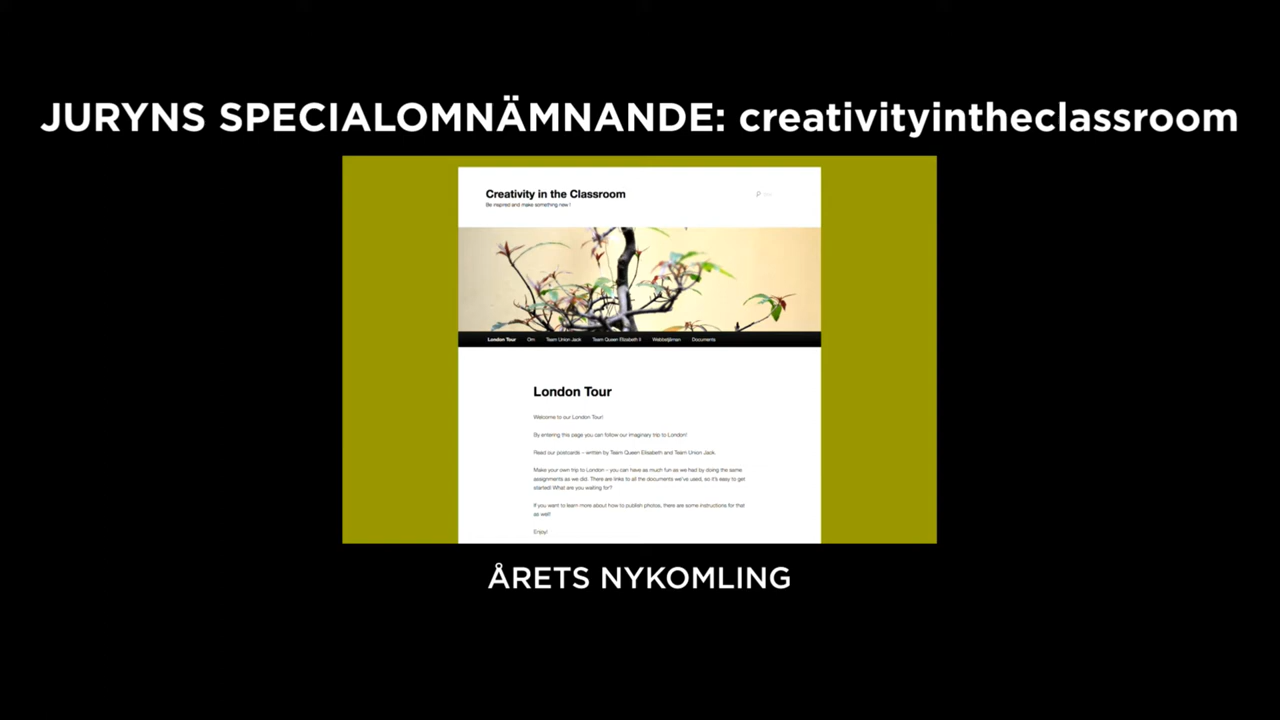 JURYNS SPECIALOMNÄMNANDE: creativityintheclassroom
Creativity in the Classroom
Be inspired and make something new !
London Tour Om Team Union Jack Team Queen Elizabeth II Webbstjärnan Documents
London Tour
Welcome to our London Tour!
By entering this page you can follow our imaginary trip to London!
Read our postcards – written by Team Queen Elisabeth and Team Union Jack.
Make your own trip to London – you can have as much fun as we had by doing the same
assignments as we did. There are links to all the documents we've used, so it's easy to get
started! What are you waiting for?
If you want to learn more about how to publish photos, there are some instructions for that
as well!
Enjoy!
ÅRETS NYKOMLING